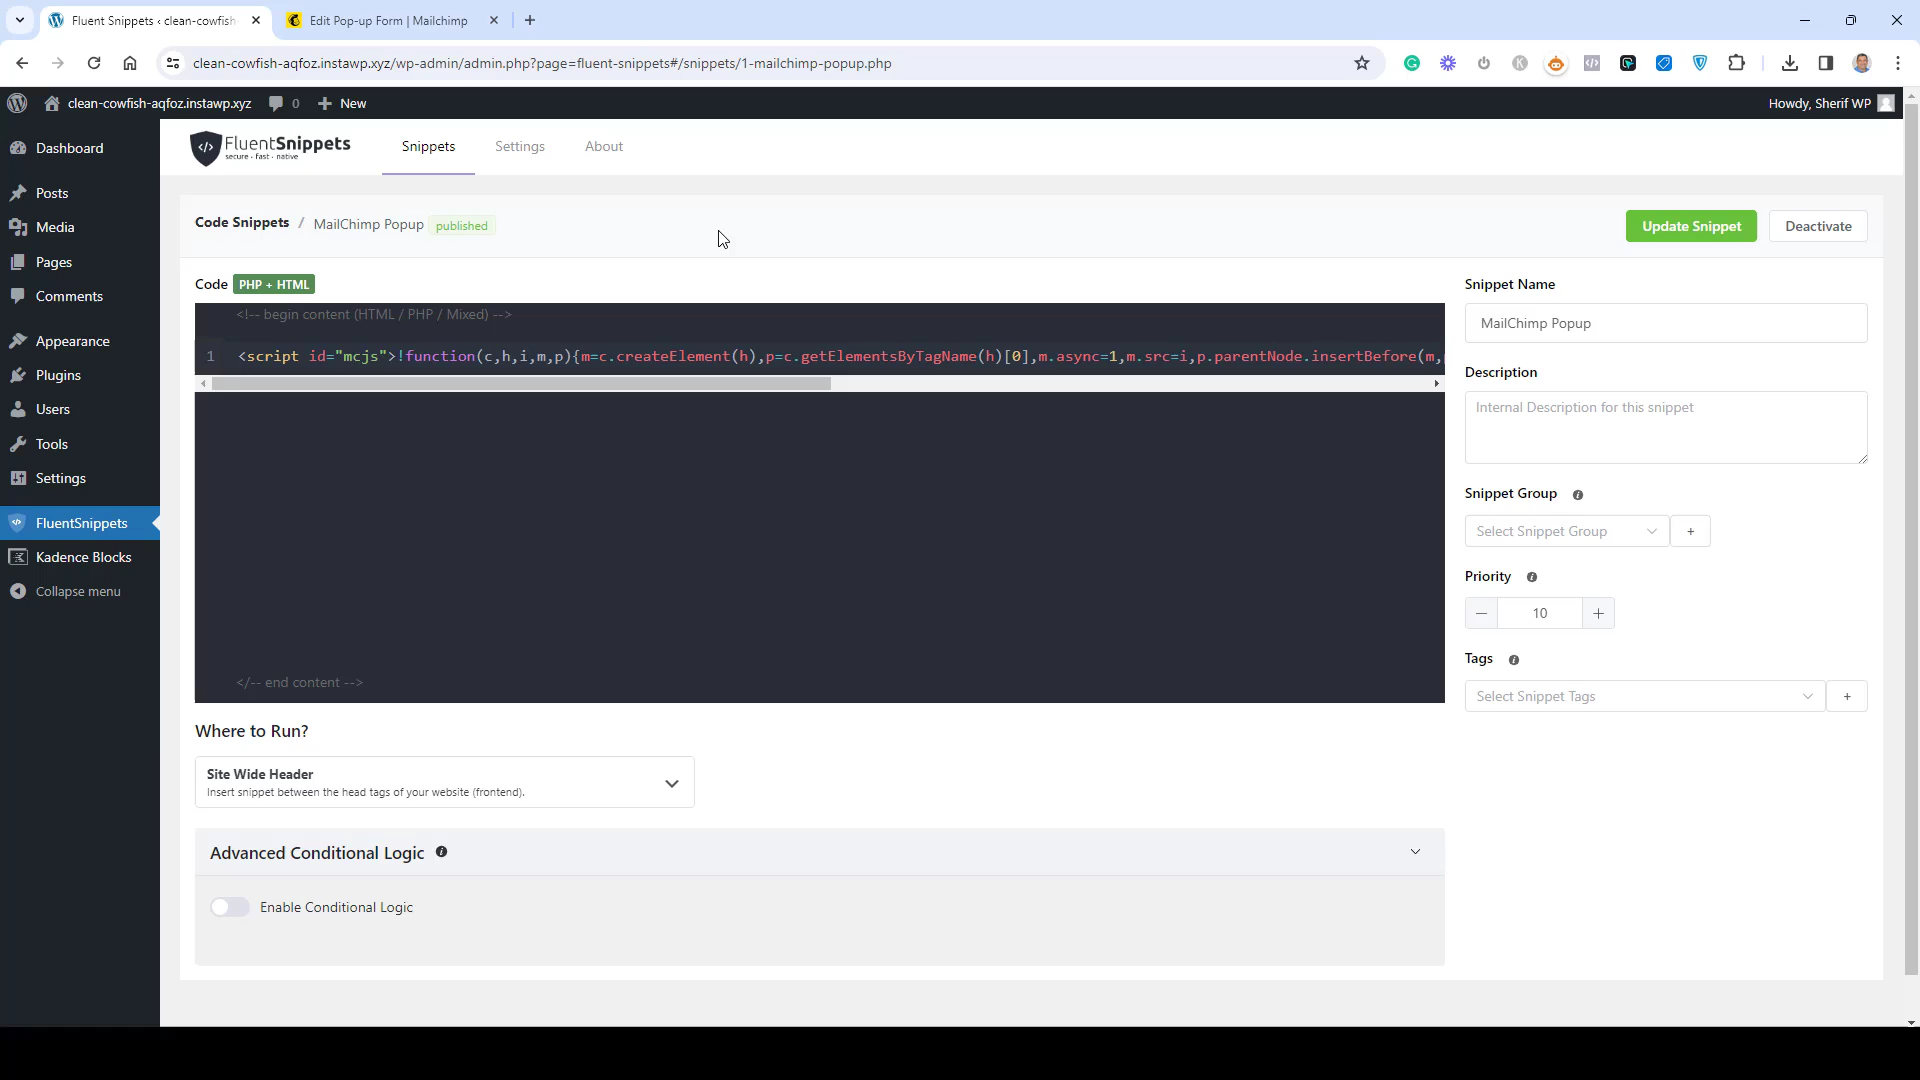 Fluent Snippets ‹ clean-cowfish
Edit Pop-up Form | Mailchimp
clean-cowfish-aqfoz.instawp.xyz/wp-admin/admin.php?page=fluent-snippets#/snippets/1-mailchimp-popup.php
clean-cowfish-aqfoz.instawp.xyz
0
New
Howdy, Sherif WP
Dashboard
Posts
Media
Pages
Comments
Appearance
Plugins
Users
Tools
Settings
FluentSnippets
Kadence Blocks
Collapse menu
FluentSnippets
secure - fast - native
Snippets
Settings
About
Code Snippets / MailChimp Popup published
Update Snippet
Deactivate
Code PHP + HTML
<!-- begin content (HTML / PHP / Mixed) -->
1 <script id="mcjs">!function(c,h,i,m,p){m=c.createElement(h),p=c.getElementsByTagName(h)[0],m.async=1,m.src=i,p.parentNode.insertBefore(m,
</-- end content -->
Where to Run?
Site Wide Header
Insert snippet between the head tags of your website (frontend).
Advanced Conditional Logic
Enable Conditional Logic
Snippet Name
MailChimp Popup
Description
Internal Description for this snippet
Snippet Group
Select Snippet Group
+
Priority
10
Tags
Select Snippet Tags
+